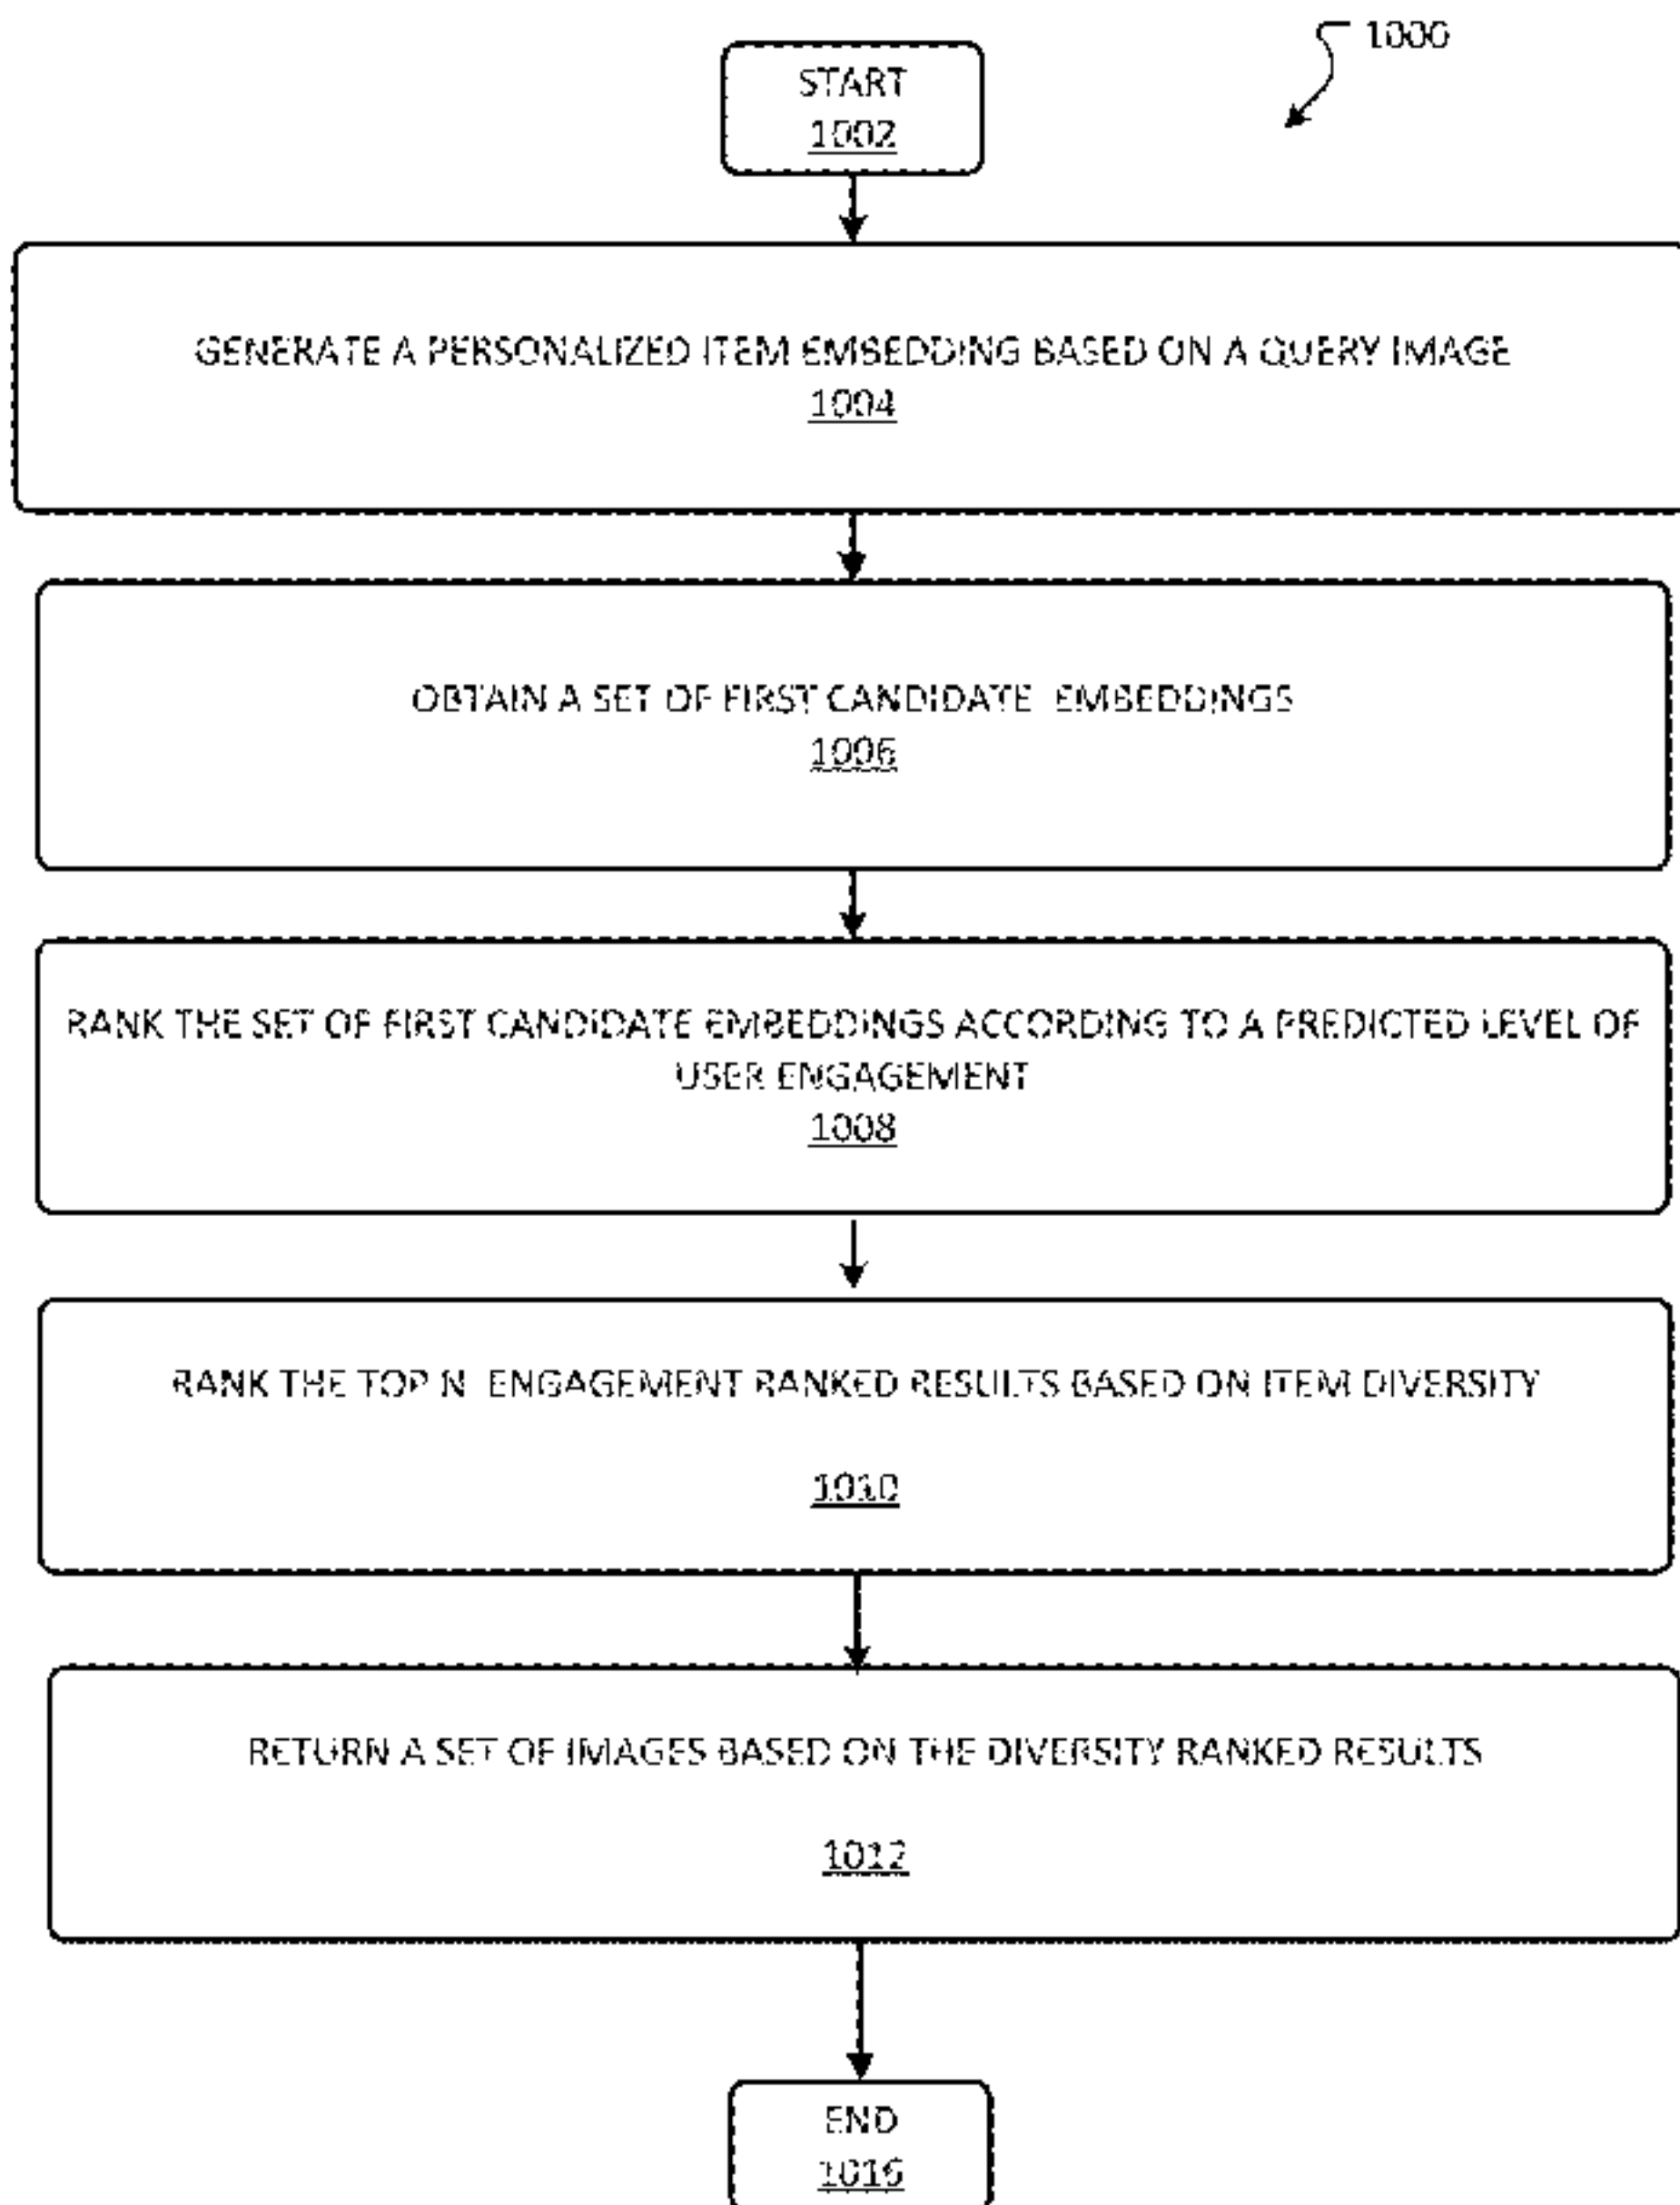 1000
START
1002
GENERATE A PERSONALIZED ITEM EMBEDDING BASED ON A QUERY IMAGE
1004
OBTAIN A SET OF FIRST CANDIDATE EMBEDDINGS
1006
RANK THE SET OF FIRST CANDIDATE EMBEDDINGS ACCORDING TO A PREDICTED LEVEL OF
USER ENGAGEMENT
1008
RANK THE TOP N ENGAGEMENT RANKED RESULTS BASED ON ITEM DIVERSITY
1010
RETURN A SET OF IMAGES BASED ON THE DIVERSITY RANKED RESULTS
1012
END
1016